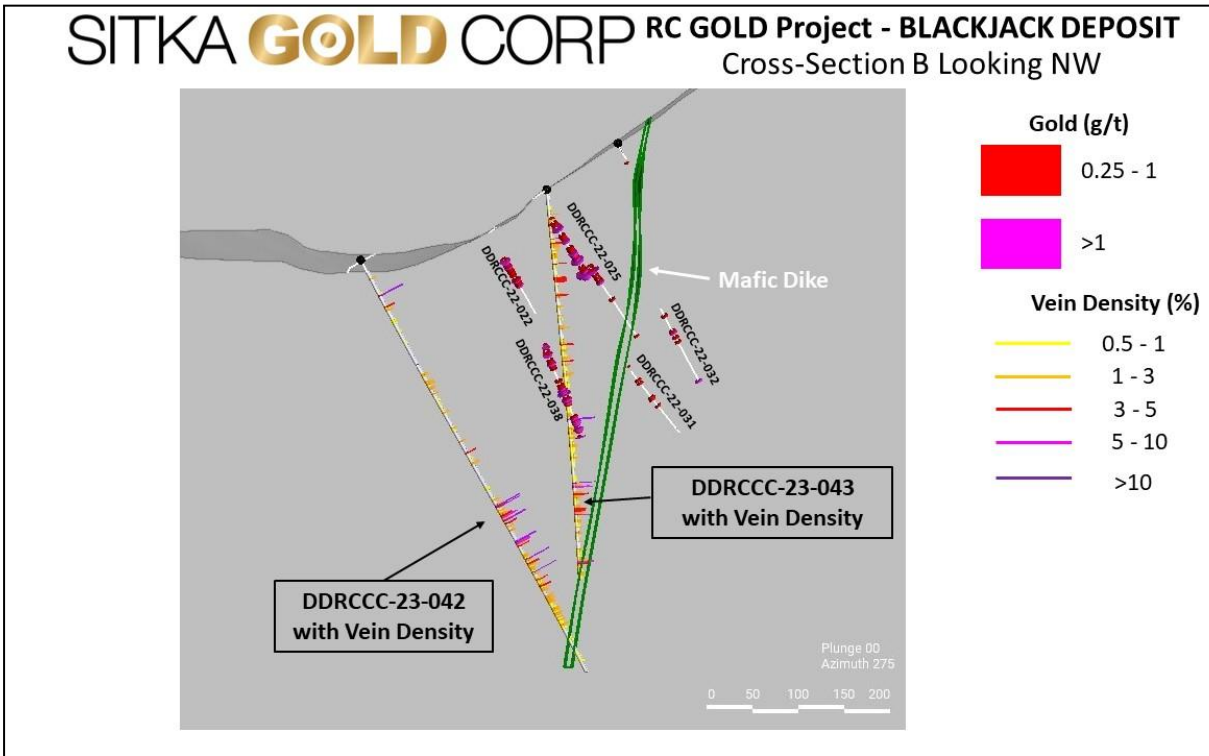 SITKA GOLD CORP
RC GOLD Project - BLACKJACK DEPOSIT
Cross-Section B Looking NW
Gold (g/t)
0.25 - 1
>1
Vein Density (%)
0.5 - 1
1 - 3
3 - 5
5 - 10
>10
DDRCCC-22-025
DDRCCC-22-022
Mafic Dike
DDRCCC-22-032
DDRCCC-22-038
DDRCCC-22-031
DDRCCC-23-043
with Vein Density
DDRCCC-23-042
with Vein Density
Plunge 00
Azimuth 275
0 50 100 150 200